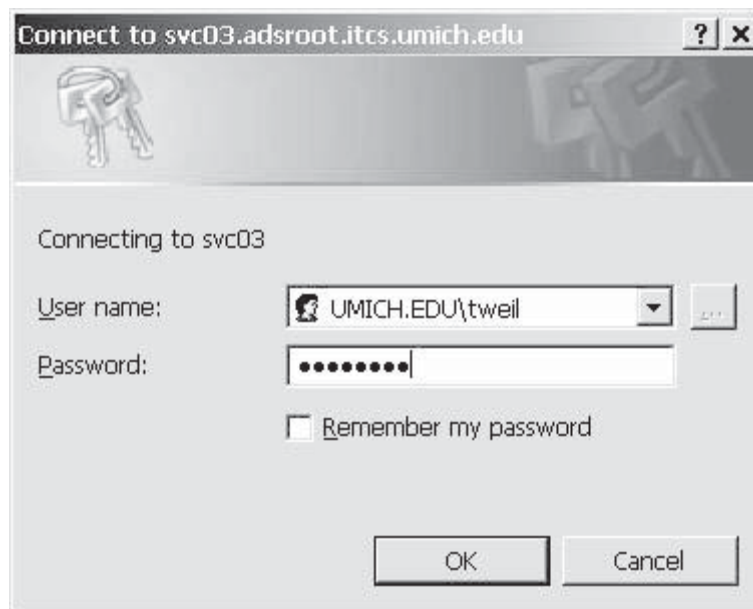 Connect to svc03.adsroot.itcs.umich.edu ? x
Connecting to svc03
User name: UMICH.EDU\tweil ...
Password: ••••••••
Remember my password
OK Cancel